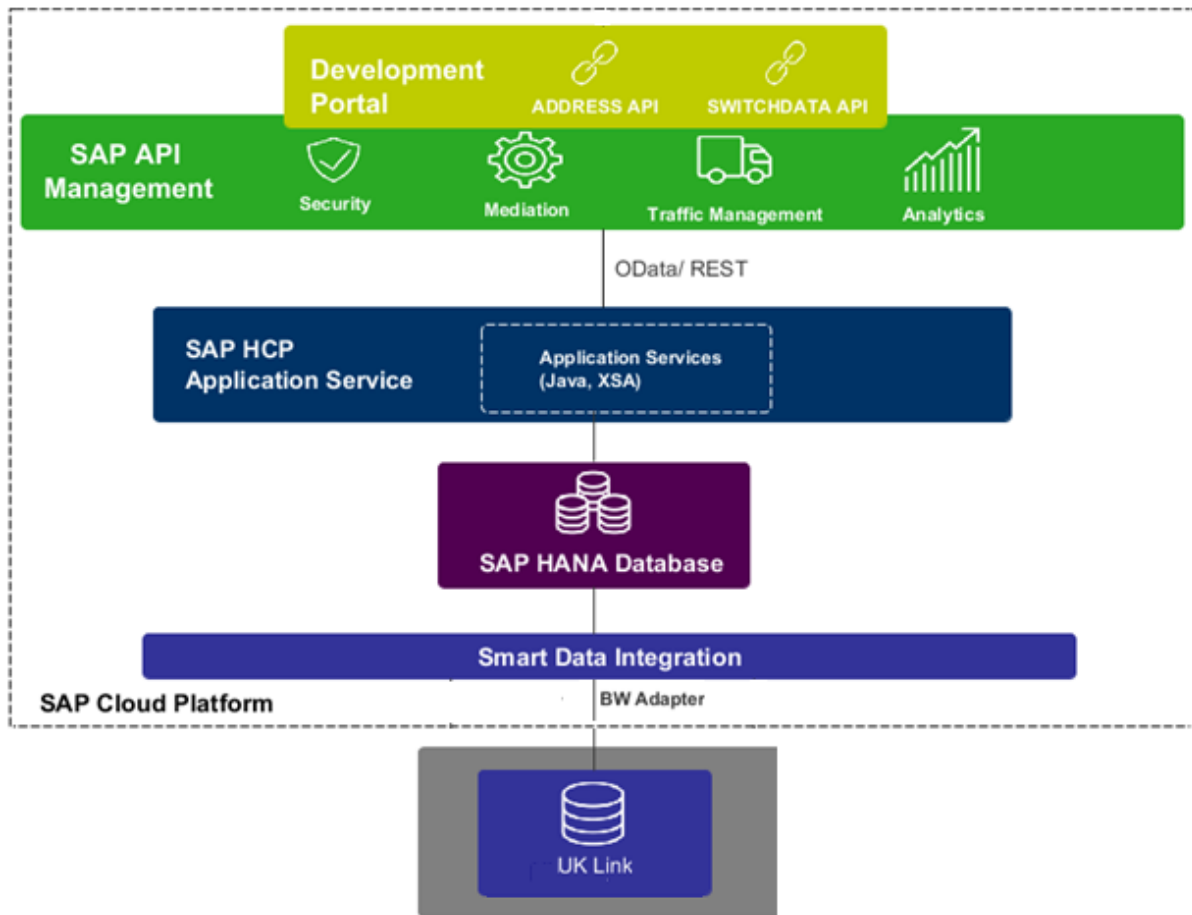 Development
Portal
ADDRESS API
SWITCHDATA API
SAP API
Management
Security
Mediation
Traffic Management
Analytics
OData/ REST
SAP HCP
Application Service
Application Services
(Java, XSA)
SAP HANA Database
Smart Data Integration
SAP Cloud Platform
BW Adapter
UK Link